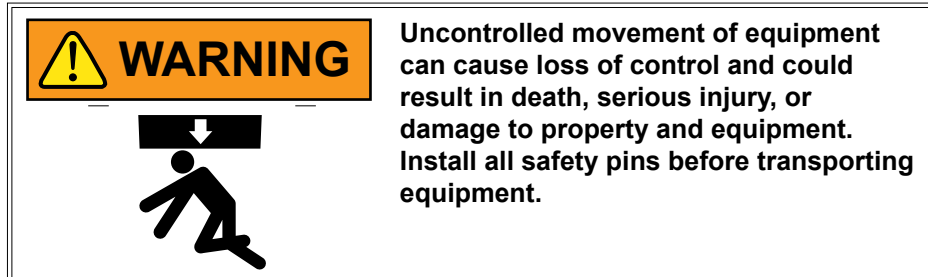 WARNING
Uncontrolled movement of equipment
can cause loss of control and could
result in death, serious injury, or
damage to property and equipment.
Install all safety pins before transporting
equipment.